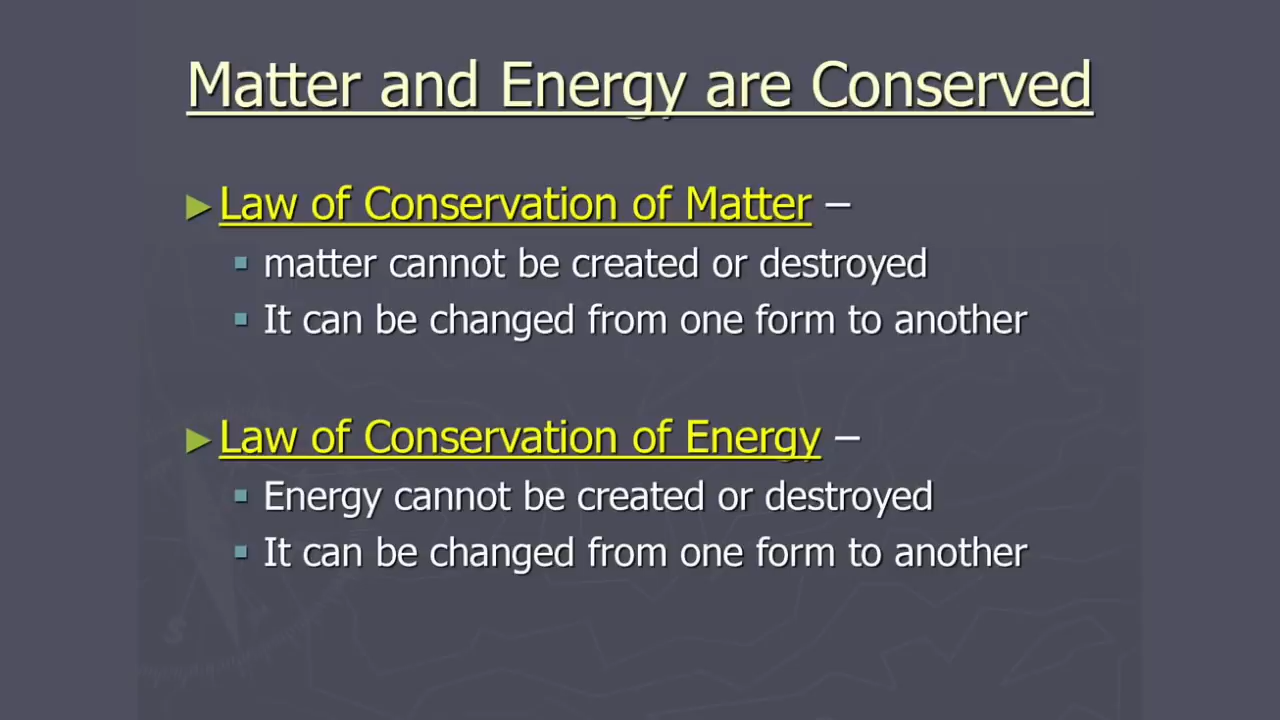 Matter and Energy are Conserved
►Law of Conservation of Matter –
▪ matter cannot be created or destroyed
▪ It can be changed from one form to another
►Law of Conservation of Energy –
▪ Energy cannot be created or destroyed
▪ It can be changed from one form to another